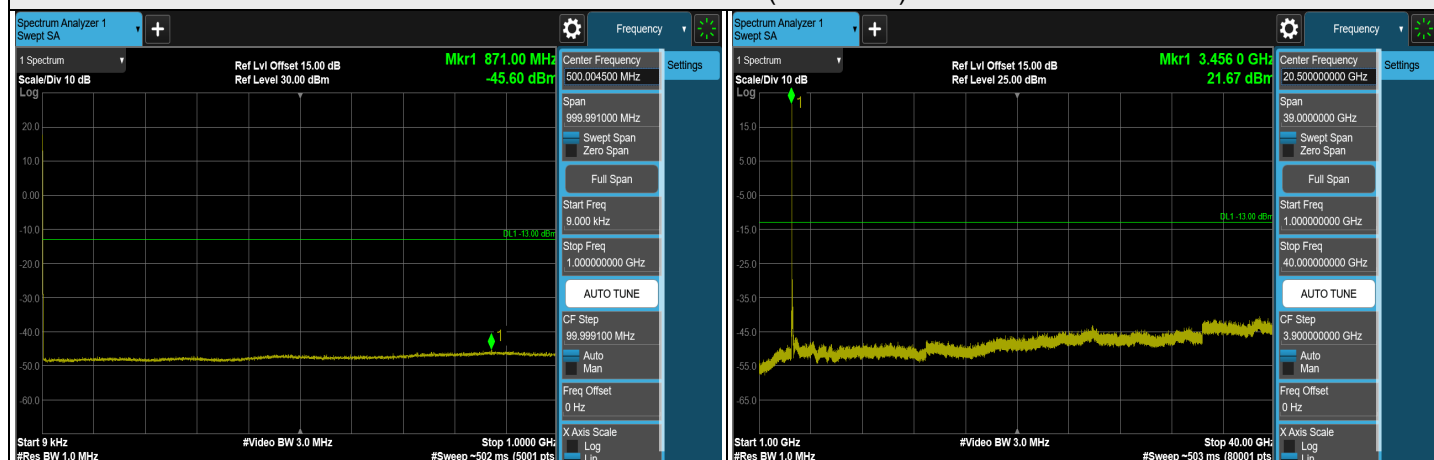 Spectrum Analyzer 1
Swept SA
+
Frequency
1 Spectrum
Scale/Div 10 dB
Log
Ref Lvl Offset 15.00 dB
Ref Level 30.00 dBm
Mkr1 871.00 MHz
-45.60 dBm
20.0
10.0
0.00
-10.0
-20.0
-30.0
-40.0
-50.0
-60.0
DL1 -13.00 dBm
1
Start 9 kHz
#Res BW 1.0 MHz
#Video BW 3.0 MHz
Stop 1.0000 GHz
#Sweep ~502 ms (5001 pts
Center Frequency
500.004500 MHz
Settings
Span
999.991000 MHz
Swept Span
Zero Span
Full Span
Start Freq
9.000 kHz
Stop Freq
1.000000000 GHz
AUTO TUNE
CF Step
99.999100 MHz
Auto
Man
Freq Offset
0 Hz
X Axis Scale
Log
Lin
Spectrum Analyzer 1
Swept SA
+
Frequency
1 Spectrum
Scale/Div 10 dB
Log
Ref Lvl Offset 15.00 dB
Ref Level 25.00 dBm
Mkr1 3.456 0 GHz
21.67 dBm
15.0
5.00
-5.00
-15.0
-25.0
-35.0
-45.0
-55.0
-65.0
DL1 -13.00 dBm
1
Start 1.00 GHz
#Res BW 1.0 MHz
#Video BW 3.0 MHz
Stop 40.00 GHz
#Sweep ~503 ms (80001 pts
Center Frequency
20.500000000 GHz
Settings
Span
39.0000000 GHz
Swept Span
Zero Span
Full Span
Start Freq
1.000000000 GHz
Stop Freq
40.000000000 GHz
AUTO TUNE
CF Step
3.900000000 GHz
Auto
Man
Freq Offset
0 Hz
X Axis Scale
Log
Lin